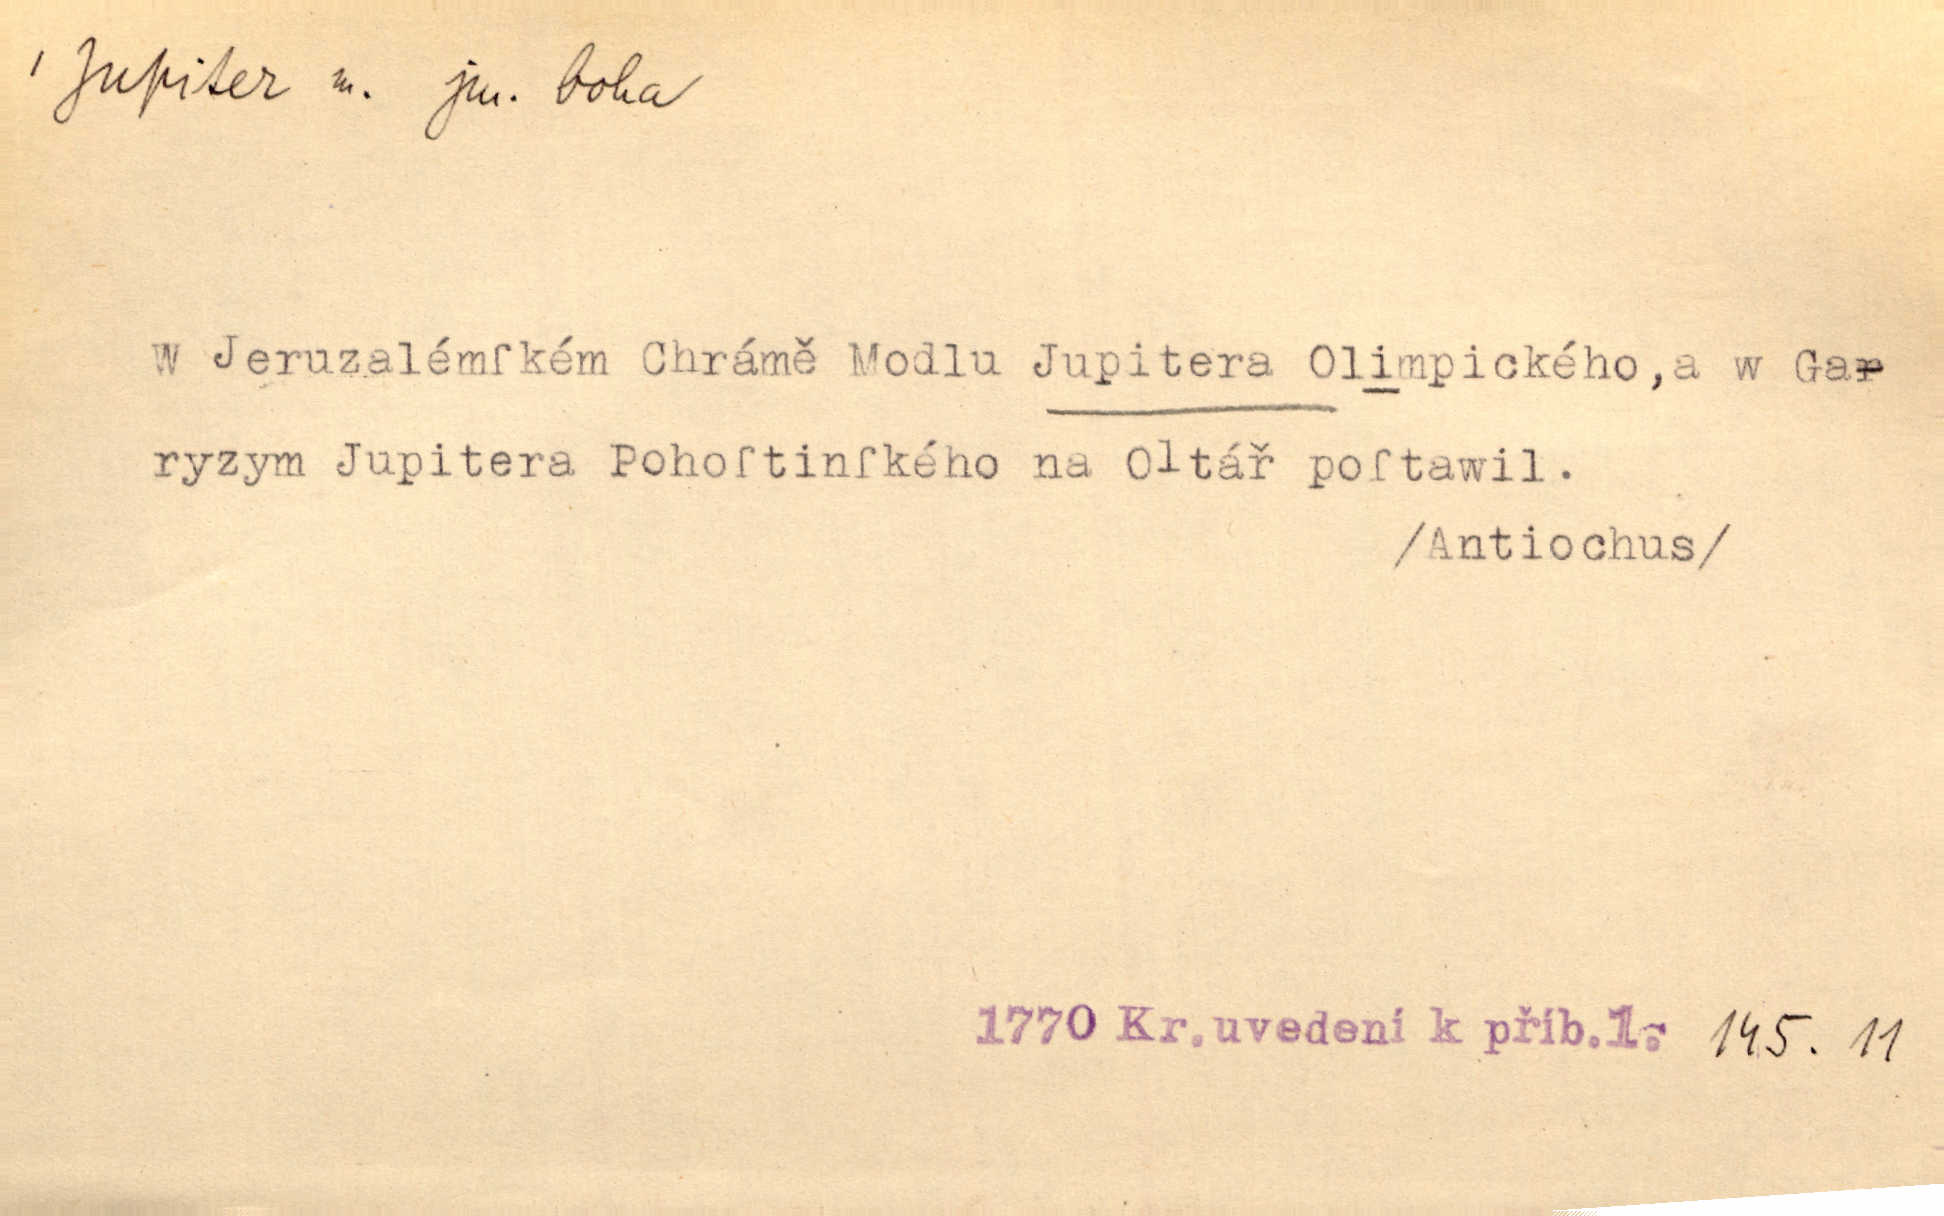 ' Jupiter m. jm. boha
W Jeruzalémſkém Chrámě Modlu Jupitera Olimpického,a w Gar
ryzym Jupitera Pohoſtinſkého na Oltář poſtawil.
/Antiochus/
1770 Kr.uvedení k příb.1. 145. 11